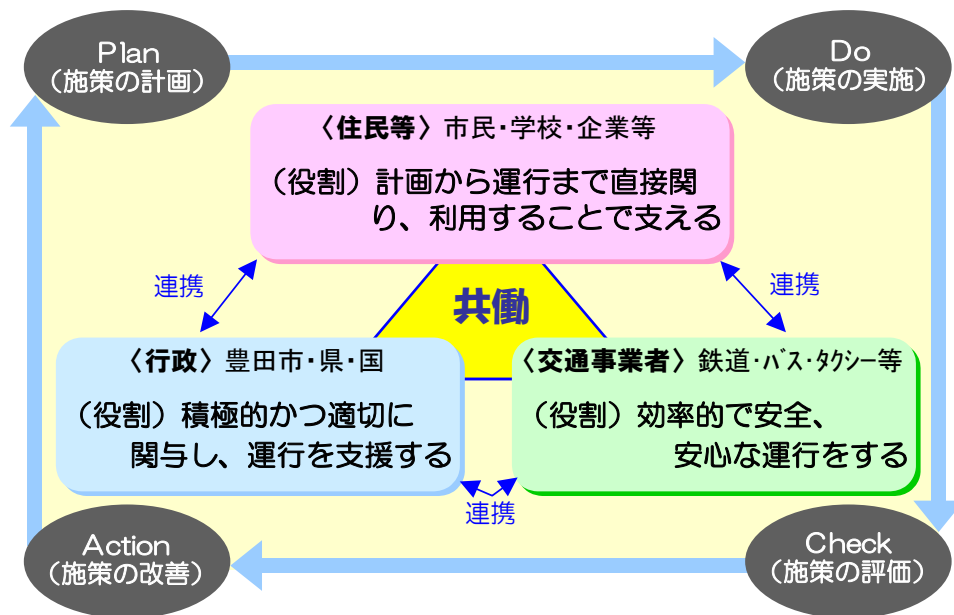 Plan
（施策の計画）
Do
（施策の実施）
〈住民等〉市民・学校・企業等
（役割）計画から運行まで直接関
り、利用することで支える
連携
連携
共働
〈行政〉豊田市・県・国
（役割）積極的かつ適切に
関与し、運行を支援する
〈交通事業者〉鉄道・ﾊﾞｽ・ﾀｸｼｰ等
（役割）効率的で安全、
安心な運行をする
連携
Action
（施策の改善）
Check
（施策の評価）